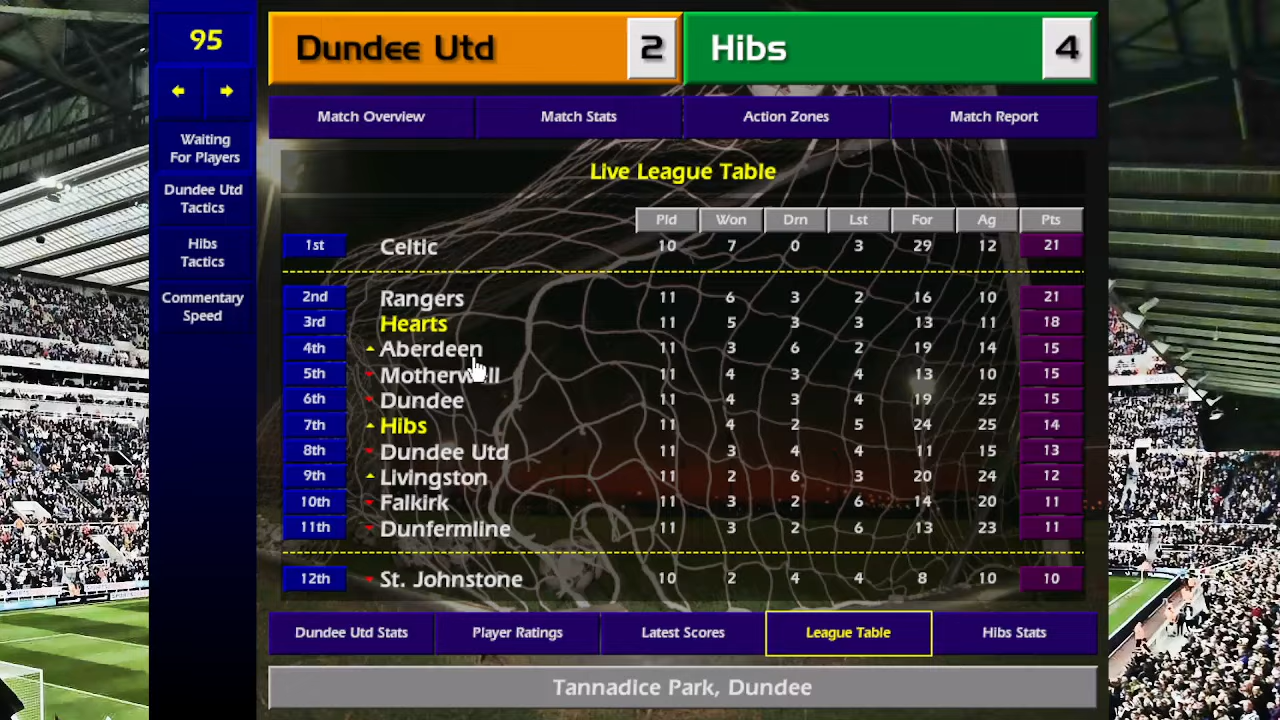 95
Dundee Utd 2 Hibs 4
Match Overview Match Stats Action Zones Match Report
Waiting
For Players
Dundee Utd
Tactics
Hibs
Tactics
Commentary
Speed
Live League Table
Pld Won Drn Lst For Ag Pts
1st Celtic 10 7 0 3 29 12 21
2nd Rangers 11 6 3 2 16 10 21
3rd Hearts 11 5 3 3 13 11 18
4th Aberdeen 11 3 6 2 19 14 15
5th Motherwell 11 4 3 4 13 10 15
6th Dundee 11 4 3 4 19 25 15
7th Hibs 11 4 2 5 24 25 14
8th Dundee Utd 11 3 4 4 11 15 13
9th Livingston 11 2 6 3 20 24 12
10th Falkirk 11 3 2 6 14 20 11
11th Dunfermline 11 3 2 6 13 23 11
12th St. Johnstone 10 2 4 4 8 10 10
Dundee Utd Stats Player Ratings Latest Scores League Table Hibs Stats
Tannadice Park, Dundee